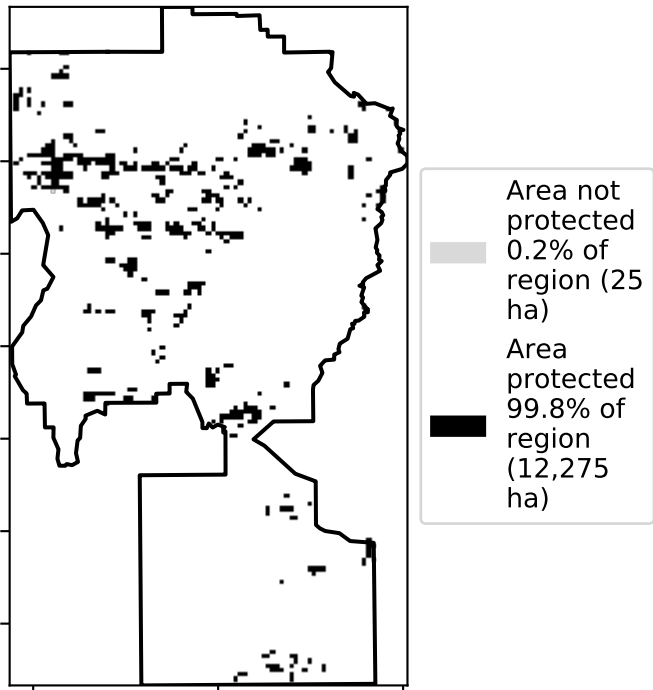 Area not
protected
0.2% of
region (25
ha)
Area
protected
99.8% of
region
(12,275
ha)